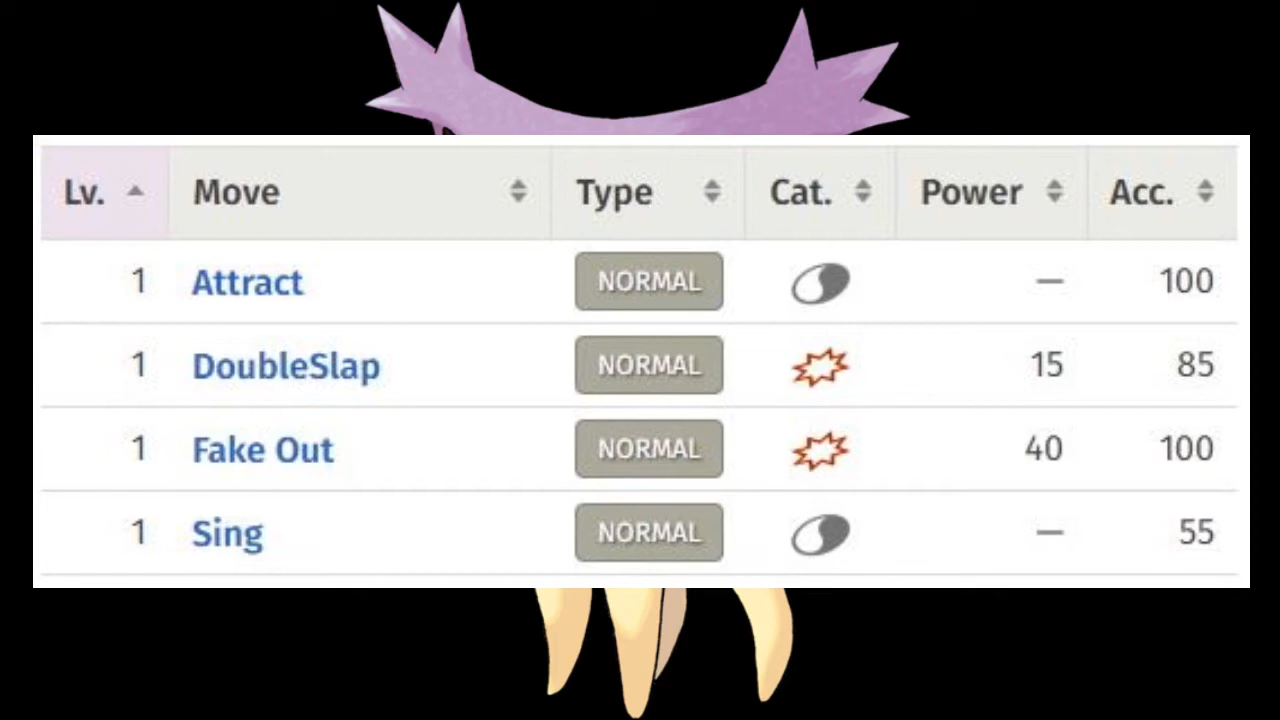 Lv. Move Type Cat. Power Acc.
1 Attract NORMAL — 100
1 DoubleSlap NORMAL 15 85
1 Fake Out NORMAL 40 100
1 Sing NORMAL — 55